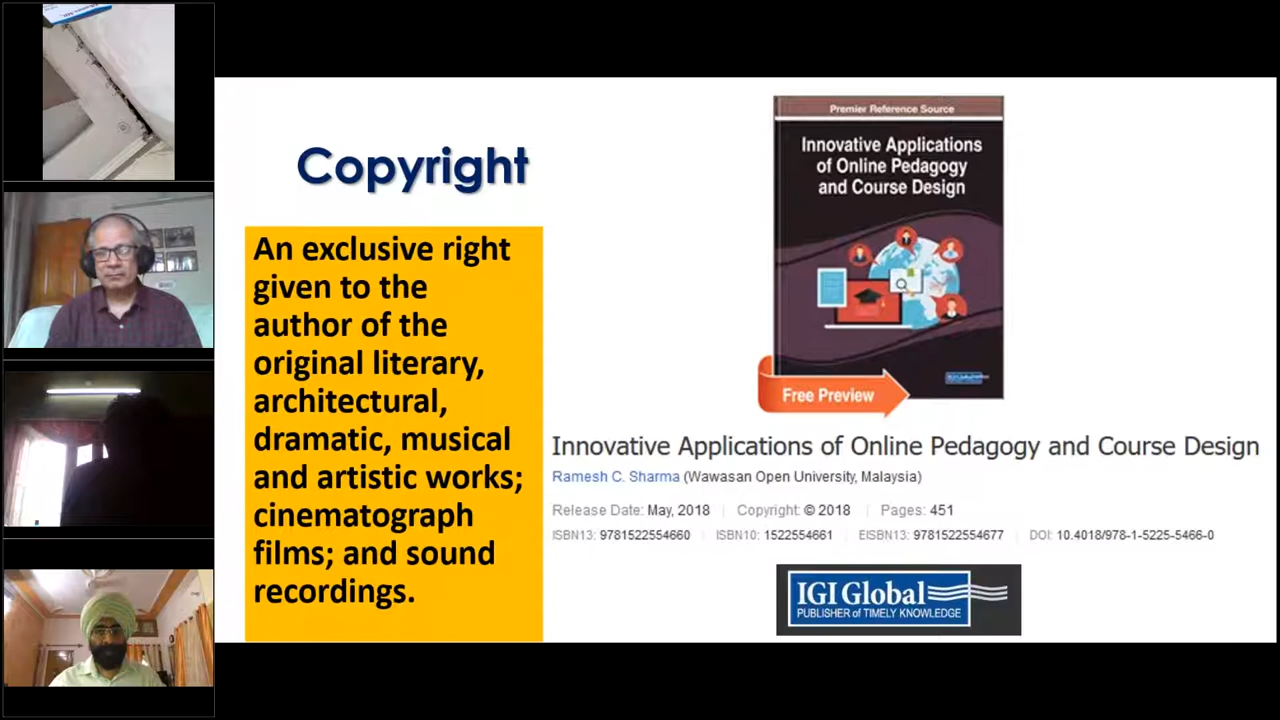 Copyright
An exclusive right
given to the
author of the
original literary,
architectural,
dramatic, musical
and artistic works;
cinematograph
films; and sound
recordings.
Premier Reference Source
Innovative Applications
of Online Pedagogy
and Course Design
Free Preview
Innovative Applications of Online Pedagogy and Course Design
Ramesh C. Sharma (Wawasan Open University, Malaysia)
Release Date: May, 2018 | Copyright: © 2018 | Pages: 451
ISBN13: 9781522554660 | ISBN10: 1522554661 | EISBN13: 9781522554677 | DOI: 10.4018/978-1-5225-5466-0
IGI Global
PUBLISHER of TIMELY KNOWLEDGE